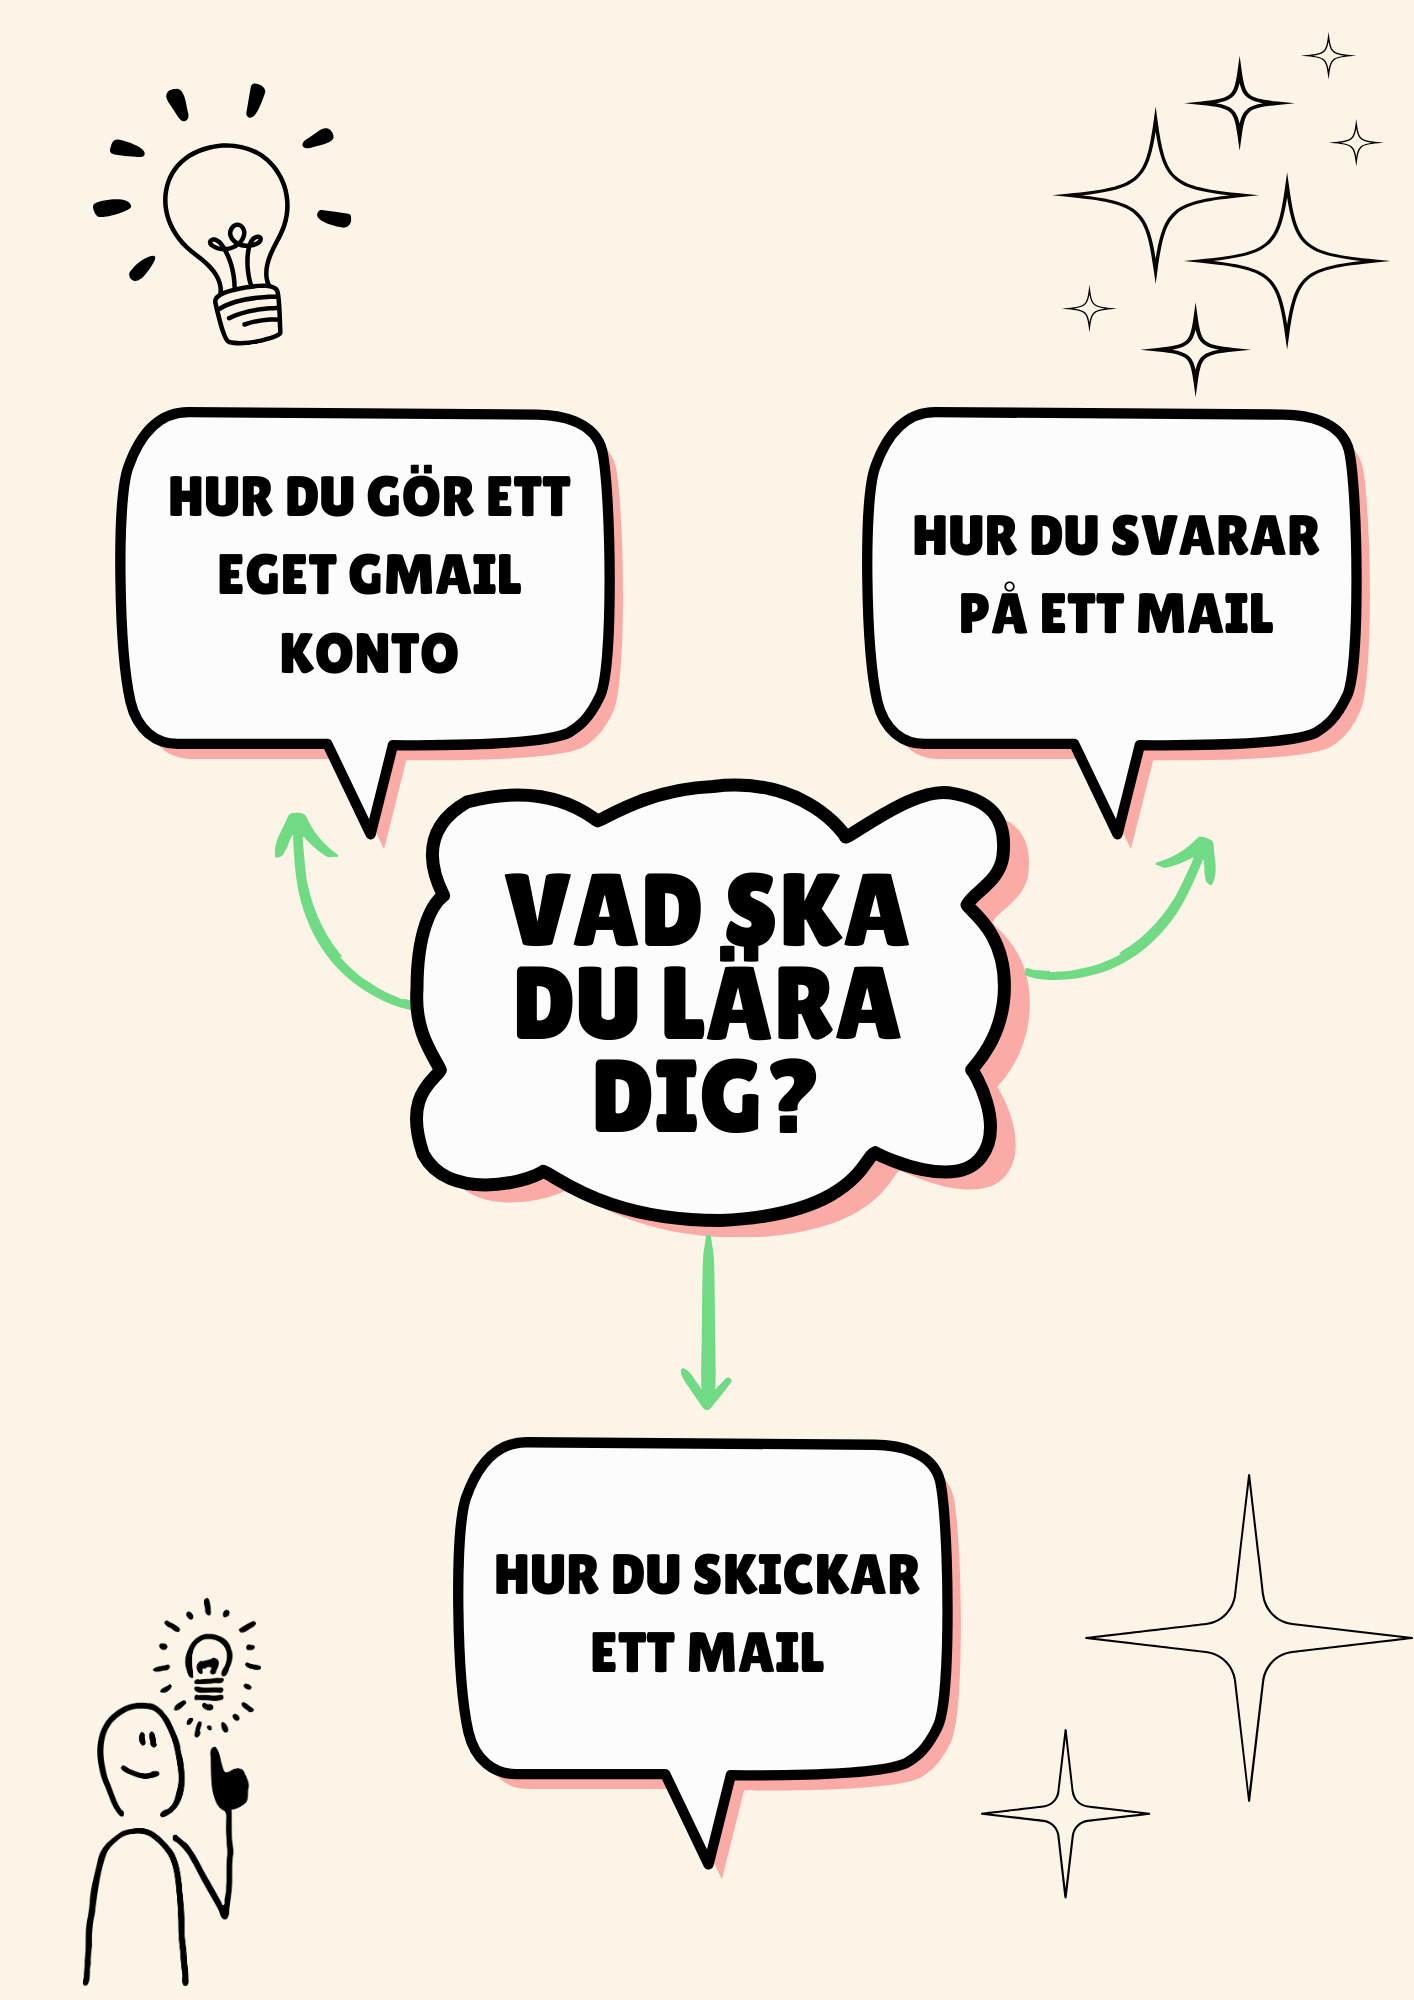 HUR DU GÖR ETT
EGET GMAIL
KONTO
HUR DU SVARAR
PÅ ETT MAIL
VAD SKA
DU LÄRA
DIG?
HUR DU SKICKAR
ETT MAIL